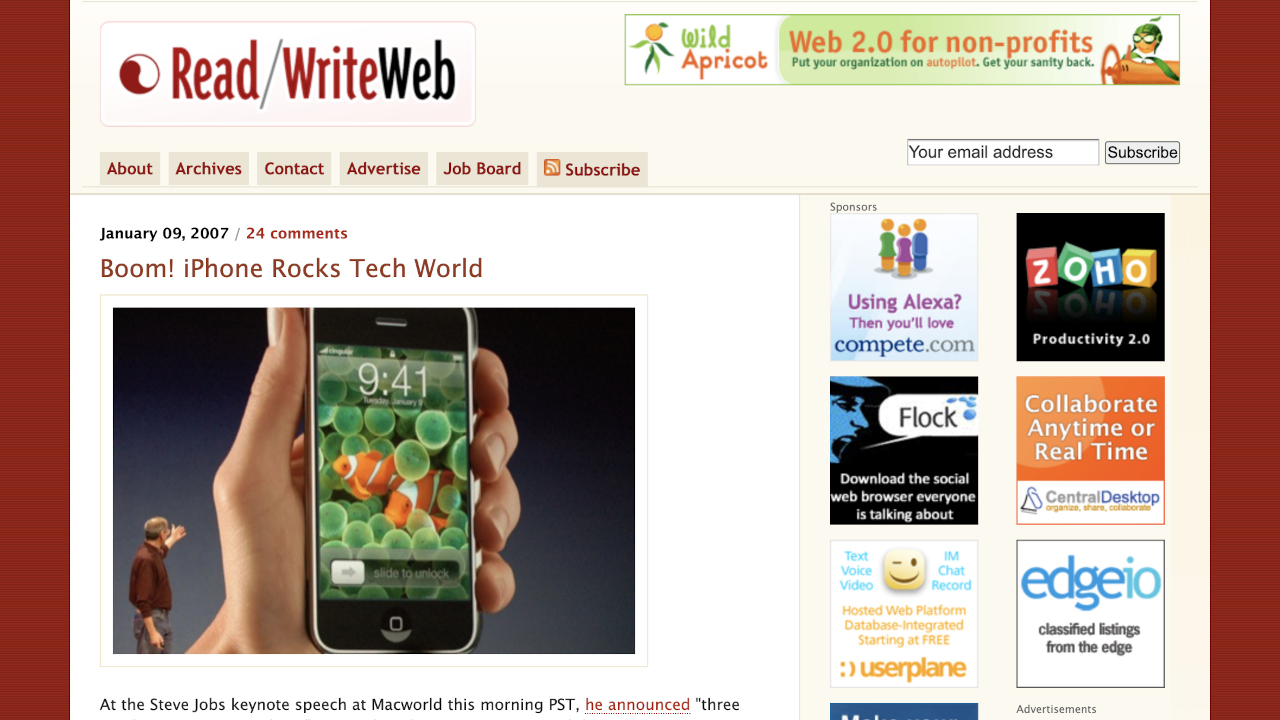 Read/WriteWeb
Wild Apricot
Web 2.0 for non-profits
Put your organization on autopilot. Get your sanity back.
Your email address
Subscribe
About
Archives
Contact
Advertise
Job Board
Subscribe
January 09, 2007 / 24 comments
Boom! iPhone Rocks Tech World
cingular
9:41
Tuesday, January 9
slide to unlock
At the Steve Jobs keynote speech at Macworld this morning PST, he announced "three
Sponsors
Using Alexa?
Then you'll love
compete.com
ZOHO
Productivity 2.0
Flock
Download the social
web browser everyone
is talking about
Collaborate
Anytime or
Real Time
CentralDesktop
organize, share, collaborate
Text
Voice
Video
IM
Chat
Record
Hosted Web Platform
Database-Integrated
Starting at FREE
:) userplane
edgeio
classified listings
from the edge
Make your
Advertisements